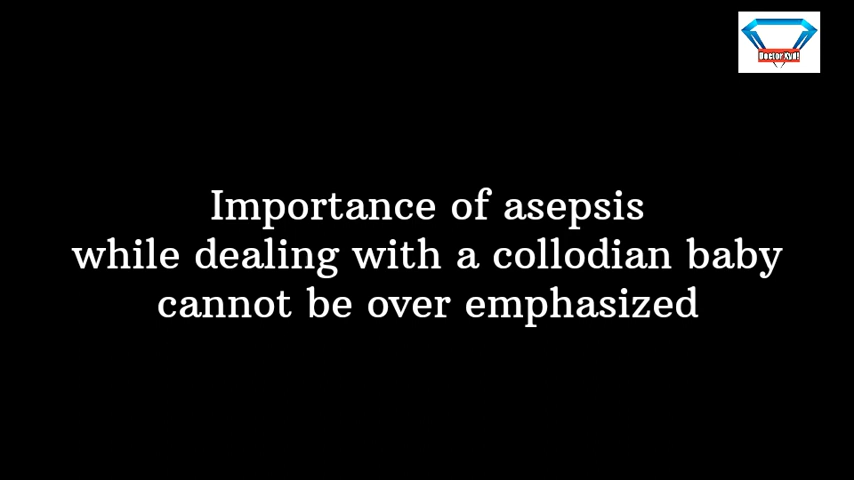 Importance of asepsis
while dealing with a collodian baby
cannot be over emphasized